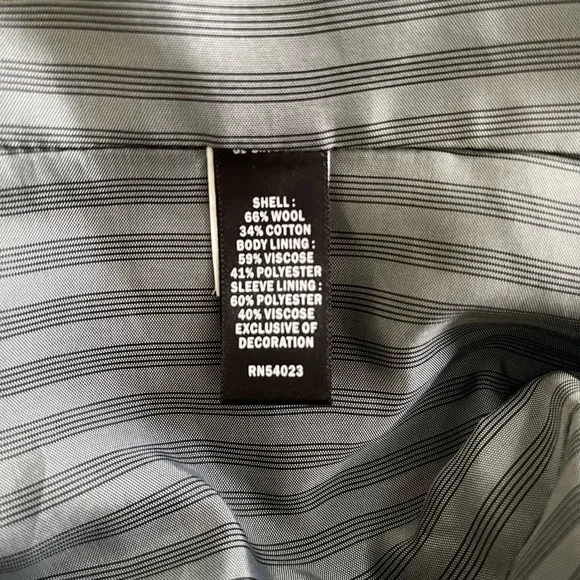 SHELL :
66% WOOL
34% COTTON
BODY LINING :
59% VISCOSE
41% POLYESTER
SLEEVE LINING :
60% POLYESTER
40% VISCOSE
EXCLUSIVE OF
DECORATION
RN54023